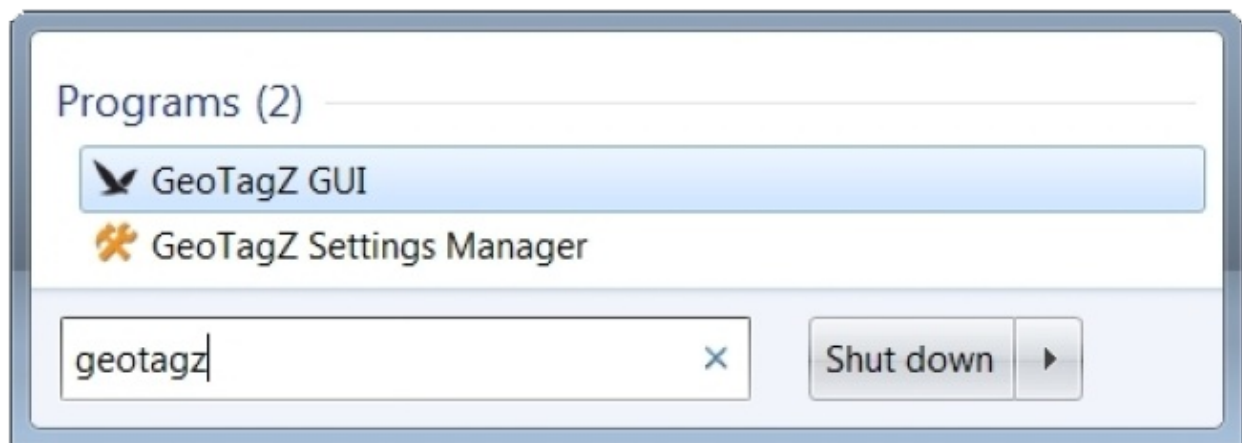 Programs (2)
GeoTagZ GUI
GeoTagZ Settings Manager
geotagz
Shut down